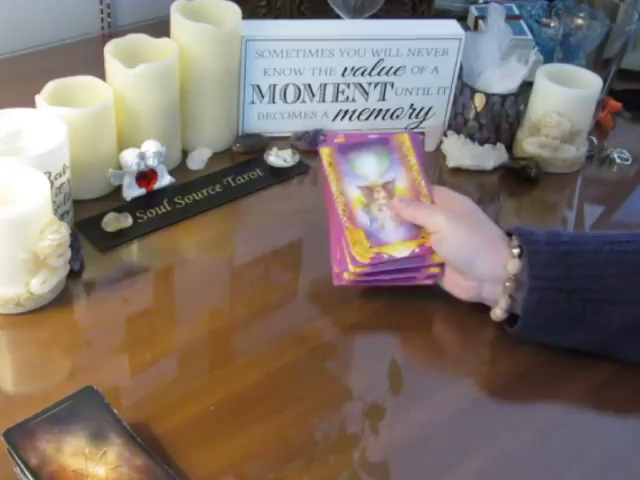 SOMETIMES YOU WILL NEVER
KNOW THE value OF A
MOMENT UNTIL IT
BECOMES A memory
Soul Source Tarot